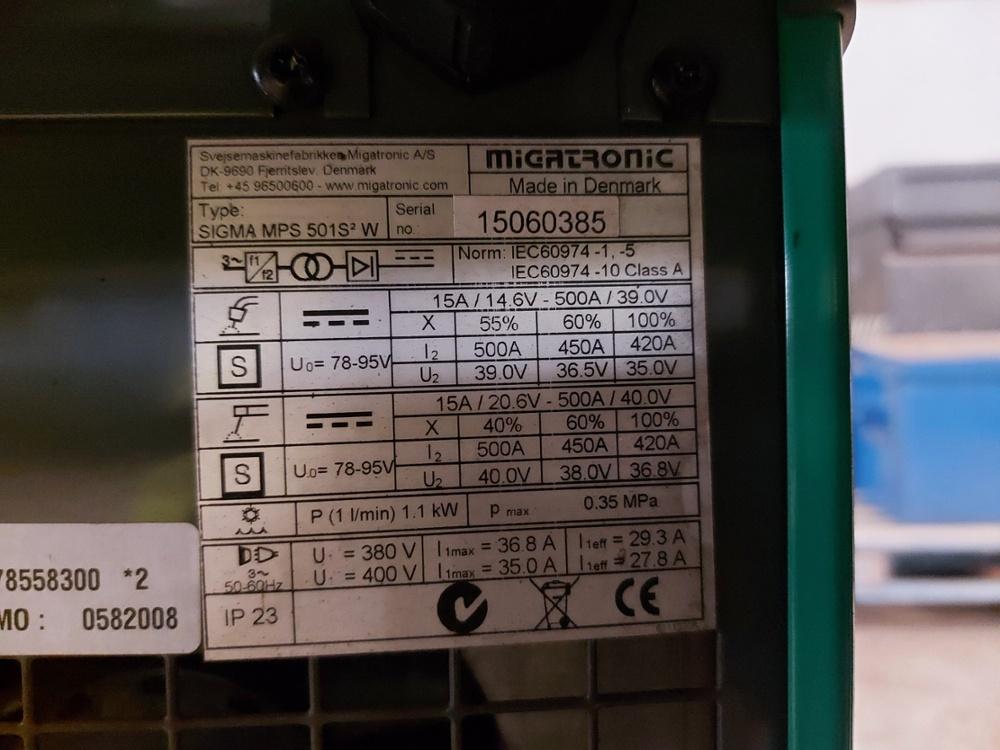 Svejsemaskinefabrikken Migatronic A/S
DK-9690 Fjerritslev. Denmark
Tel +45 96500600 - www.migatronic.com
MIGATRONIC
Made in Denmark
Type:
SIGMA MPS 501S² W
Serial no.
15060385
3~ f1 f2
Norm: IEC60974 -1, -5
IEC60974 -10 Class A
15A / 14.6V - 500A / 39.0V
X 55% 60% 100%
S U₀= 78-95V
I₂ 500A 450A 420A
U₂ 39.0V 36.5V 35.0V
15A / 20.6V - 500A / 40.0V
X 40% 60% 100%
S U₀= 78-95V
I₂ 500A 450A 420A
U₂ 40.0V 38.0V 36.8V
P (1 l/min) 1.1 kW p max 0.35 MPa
3~
50-60Hz
U₁ = 380 V I1max = 36.8 A I1eff = 29.3 A
U₁ = 400 V I1max = 35.0 A I1eff = 27.8 A
IP 23
CE
78558300 *2
MO : 0582008